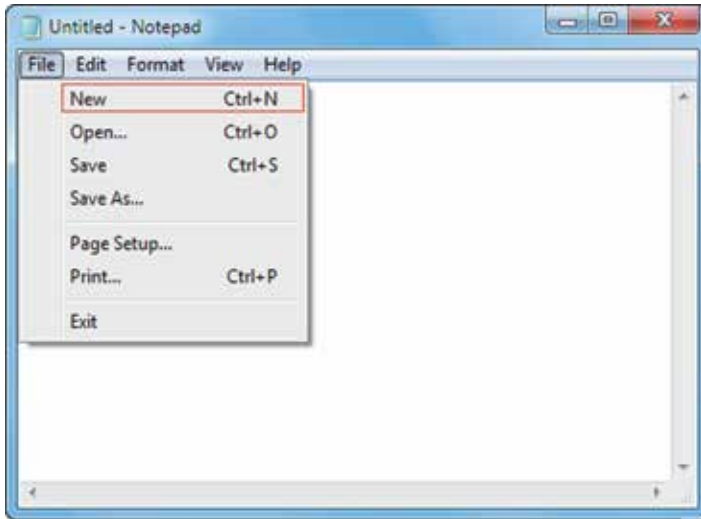 Untitled - Notepad
File Edit Format View Help
New Ctrl+N
Open... Ctrl+O
Save Ctrl+S
Save As...
Page Setup...
Print... Ctrl+P
Exit